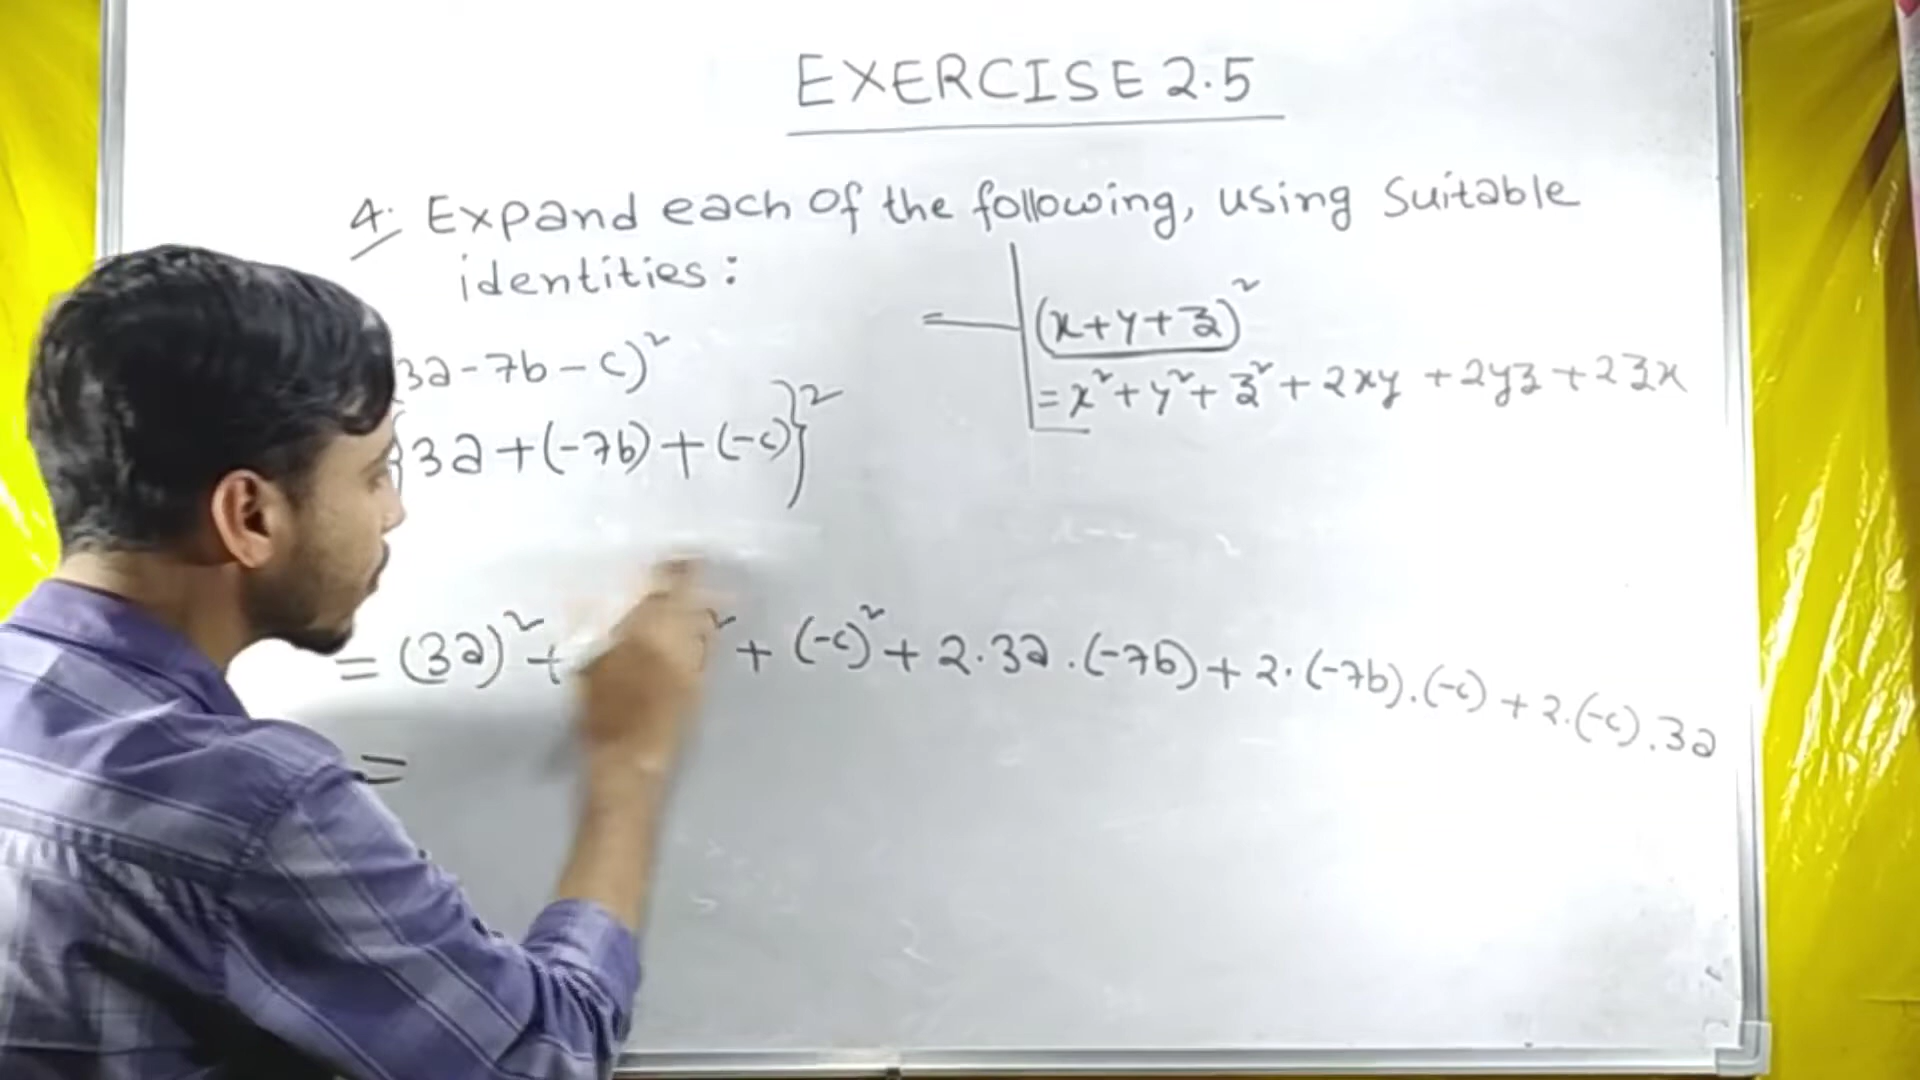 EXERCISE 2.5
4. Expand each of the following, using Suitable
identities:
(3a-7b-c)²
{3a+(-7b)+(-c)}²
= (x+y+z)²
= x²+y²+z²+2xy+2yz+2zx
= (3a)²+ ² + (-c)²+2.3a.(-7b)+2.(-7b).(-c)+2.(-c).3a
=